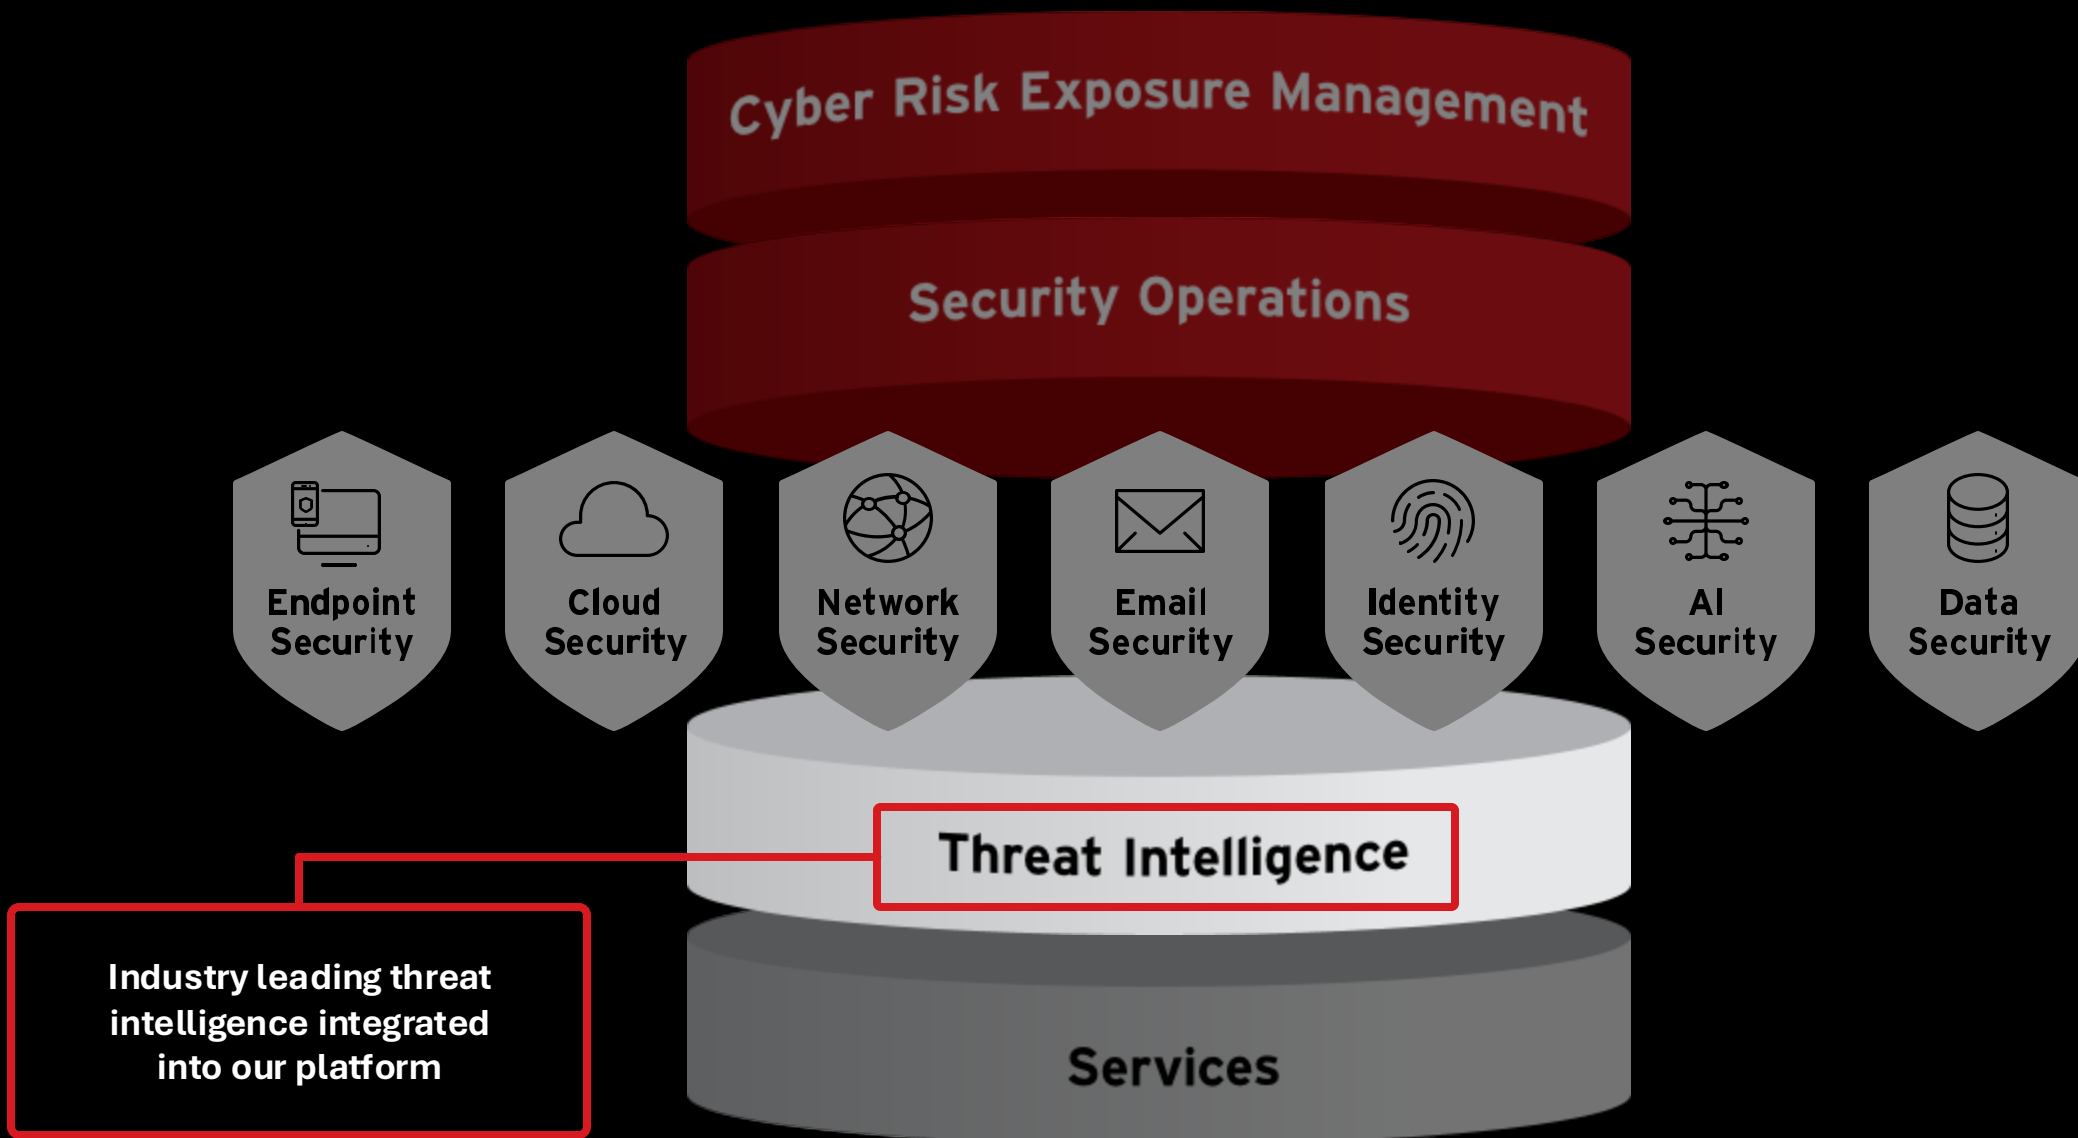 Cyber Risk Exposure Management
Security Operations
Endpoint
Security
Cloud
Security
Network
Security
Email
Security
Identity
Security
AI
Security
Data
Security
Threat Intelligence
Industry leading threat
intelligence integrated
into our platform
Services